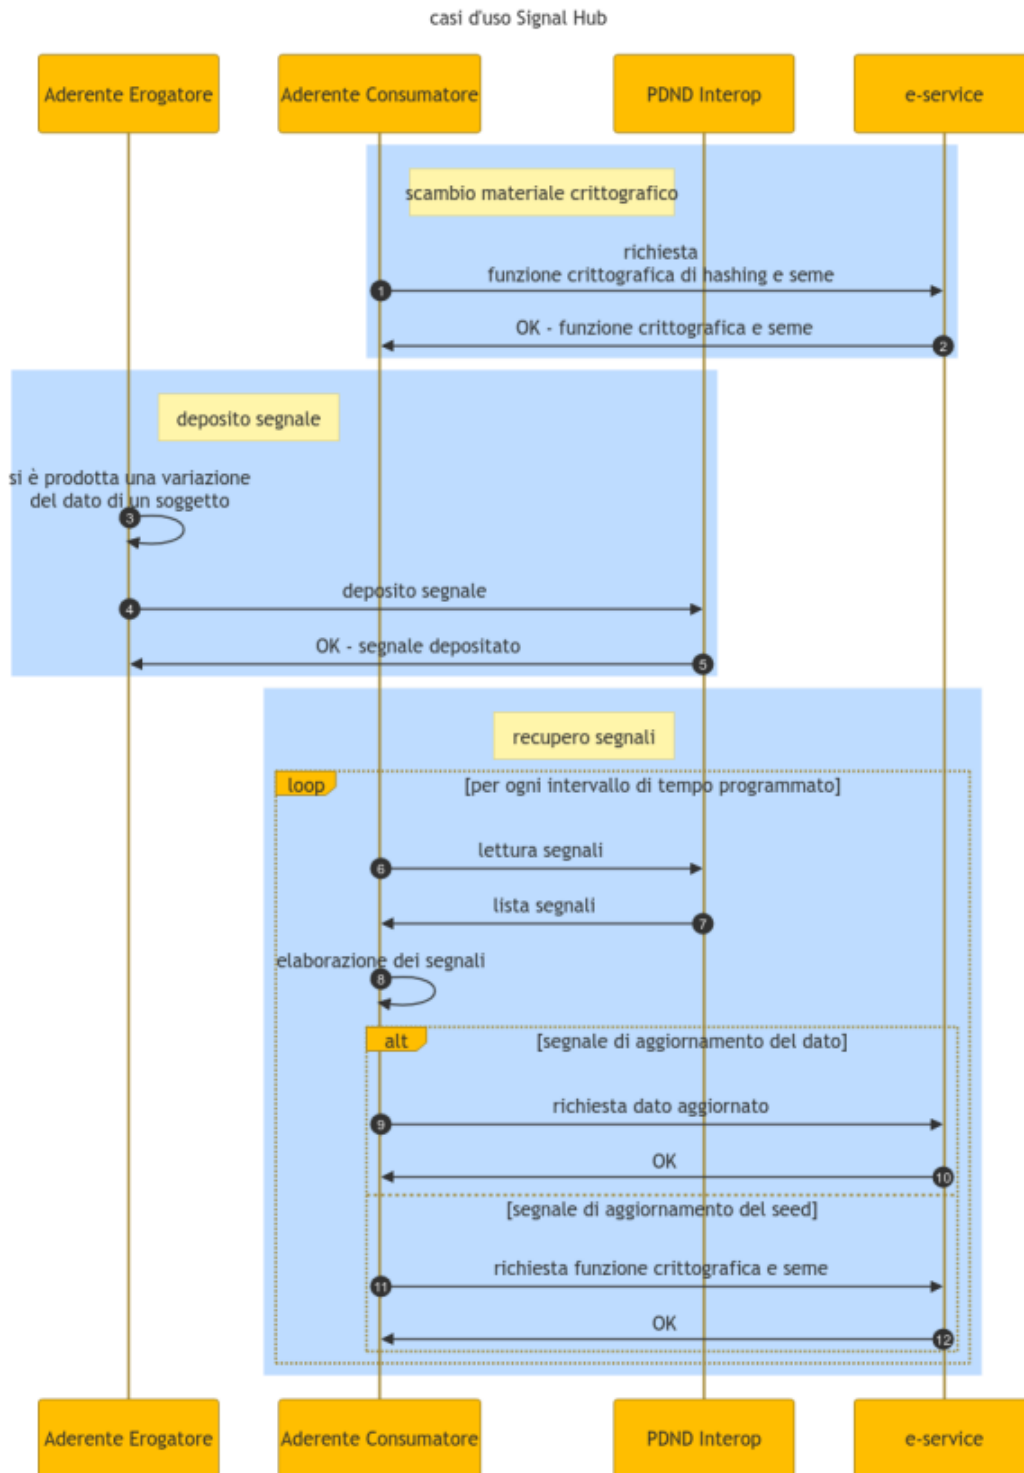 casi d'uso Signal Hub
Aderente Erogatore
Aderente Consumatore
PDND Interop
e-service
scambio materiale crittografico
richiesta
funzione crittografica di hashing e seme
1
OK - funzione crittografica e seme
2
deposito segnale
si è prodotta una variazione
del dato di un soggetto
3
deposito segnale
4
OK - segnale depositato
5
recupero segnali
loop
[per ogni intervallo di tempo programmato]
lettura segnali
6
lista segnali
7
elaborazione dei segnali
8
alt
[segnale di aggiornamento del dato]
richiesta dato aggiornato
9
OK
10
[segnale di aggiornamento del seed]
richiesta funzione crittografica e seme
11
OK
12
Aderente Erogatore
Aderente Consumatore
PDND Interop
e-service